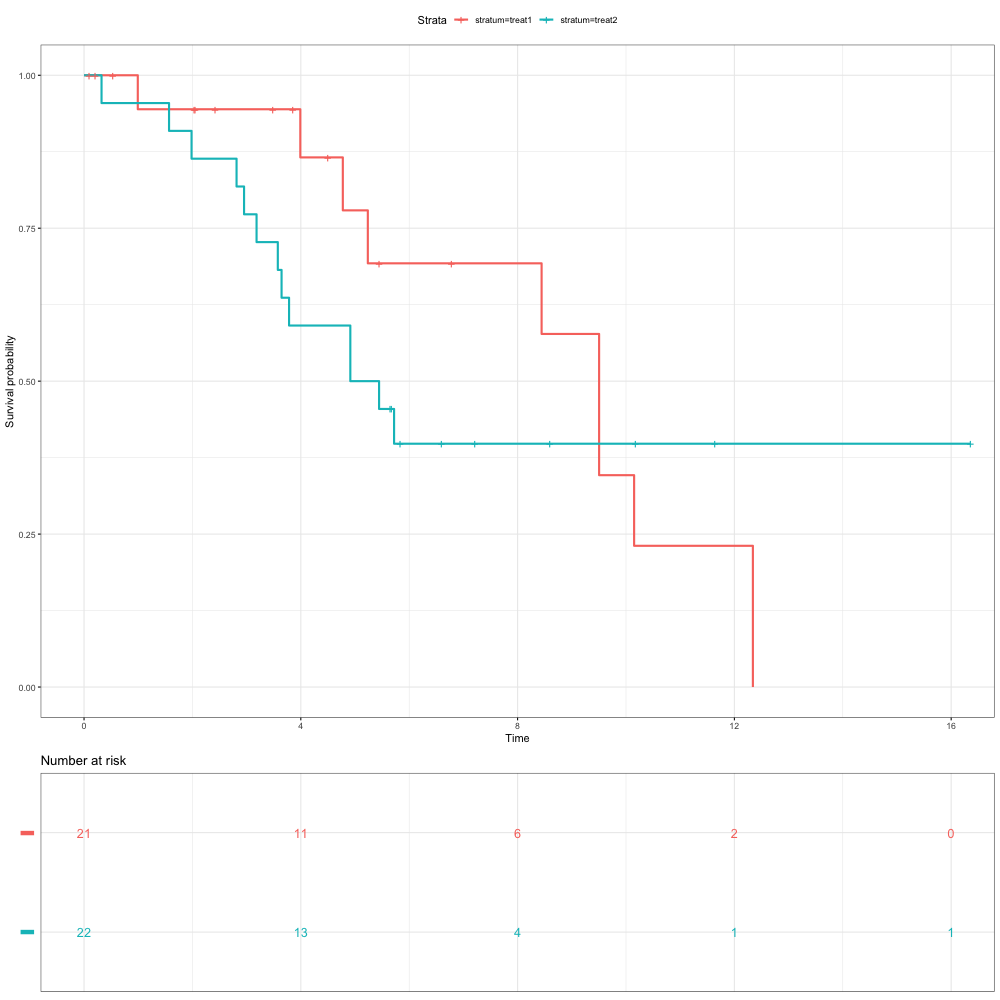 Strata stratum=treat1 stratum=treat2
1.00
0.75
0.50
0.25
0.00
Survival probability
0 4 8 12 16
Time
Number at risk
21 11 6 2 0
22 13 4 1 1